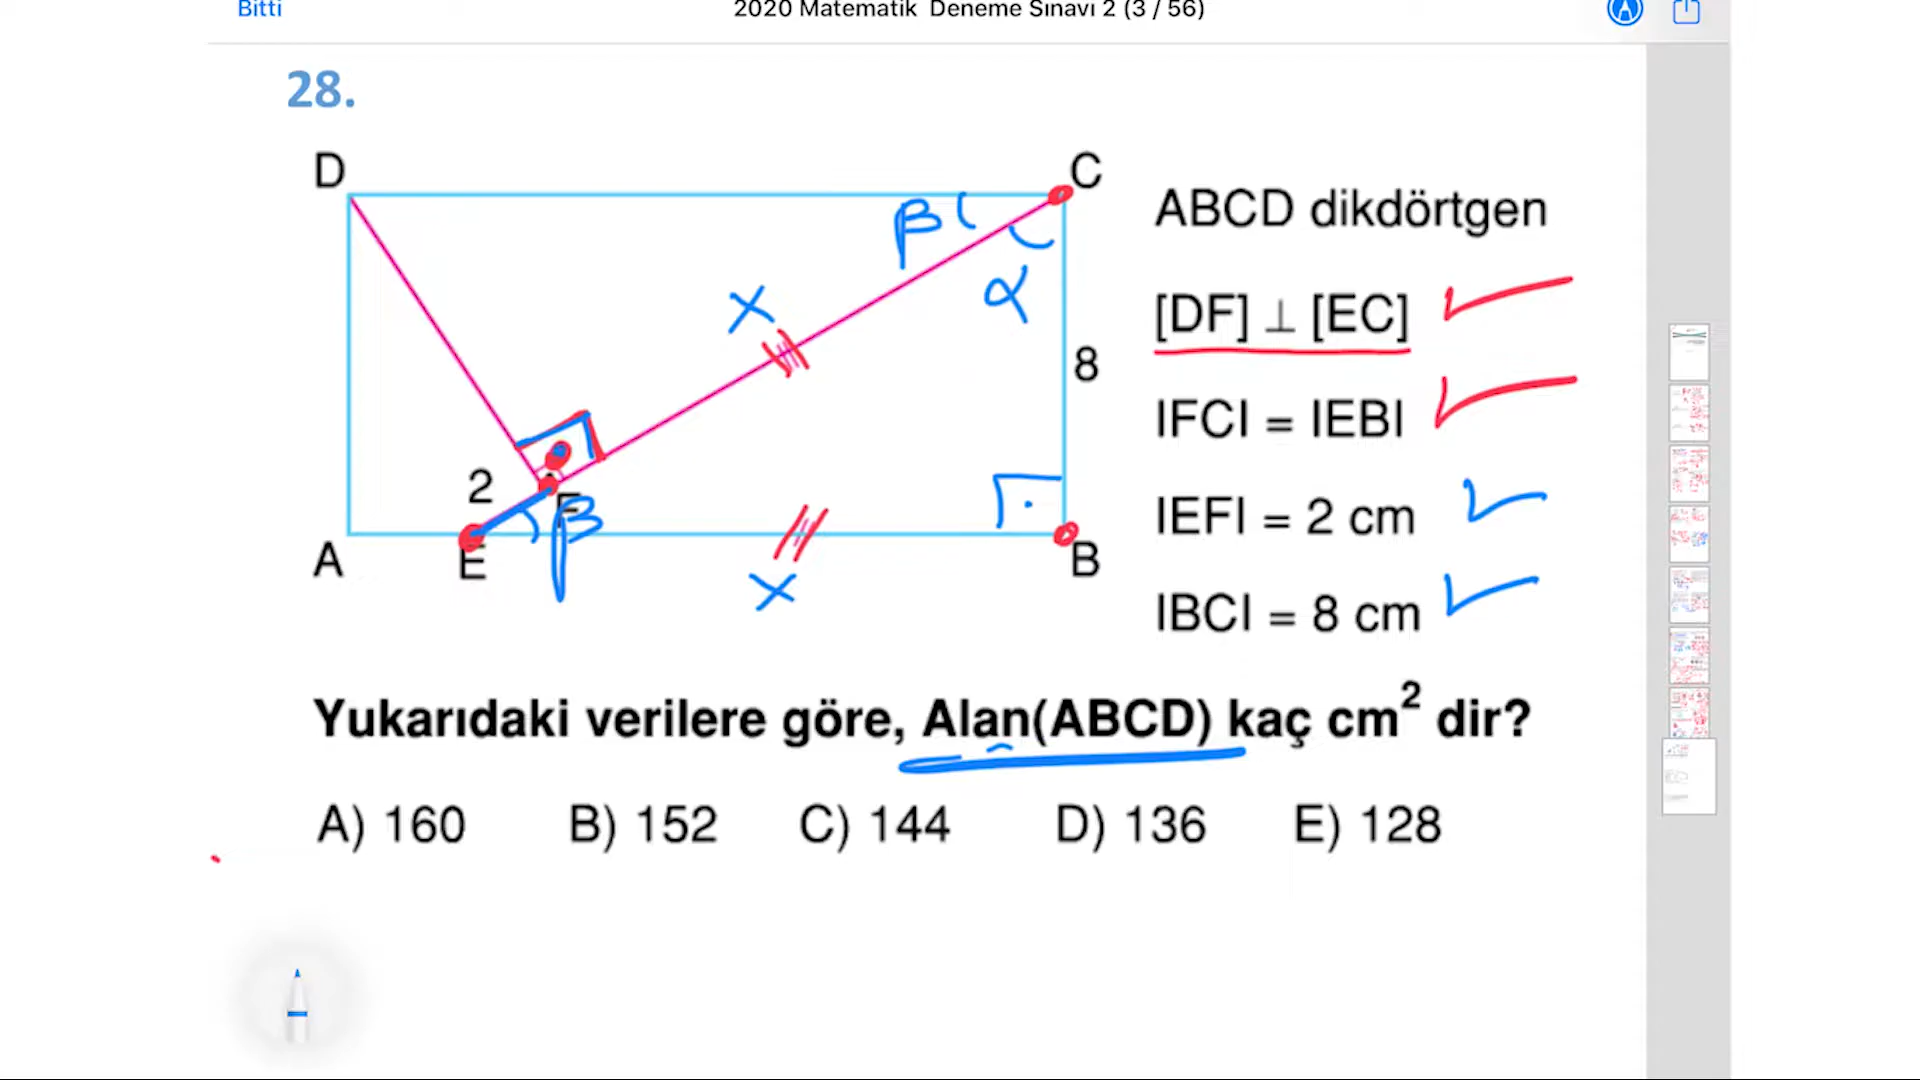 Bitti
2020 Matematik Deneme Sınavı 2 (3 / 56)
28.
D
C
β
α
x
8
2
F
β
A
E
B
x
ABCD dikdörtgen
[DF] ⊥ [EC]
IFCI = IEBI
IEFI = 2 cm
IBCI = 8 cm
Yukarıdaki verilere göre, Alan(ABCD) kaç cm² dir?
A) 160 B) 152 C) 144 D) 136 E) 128